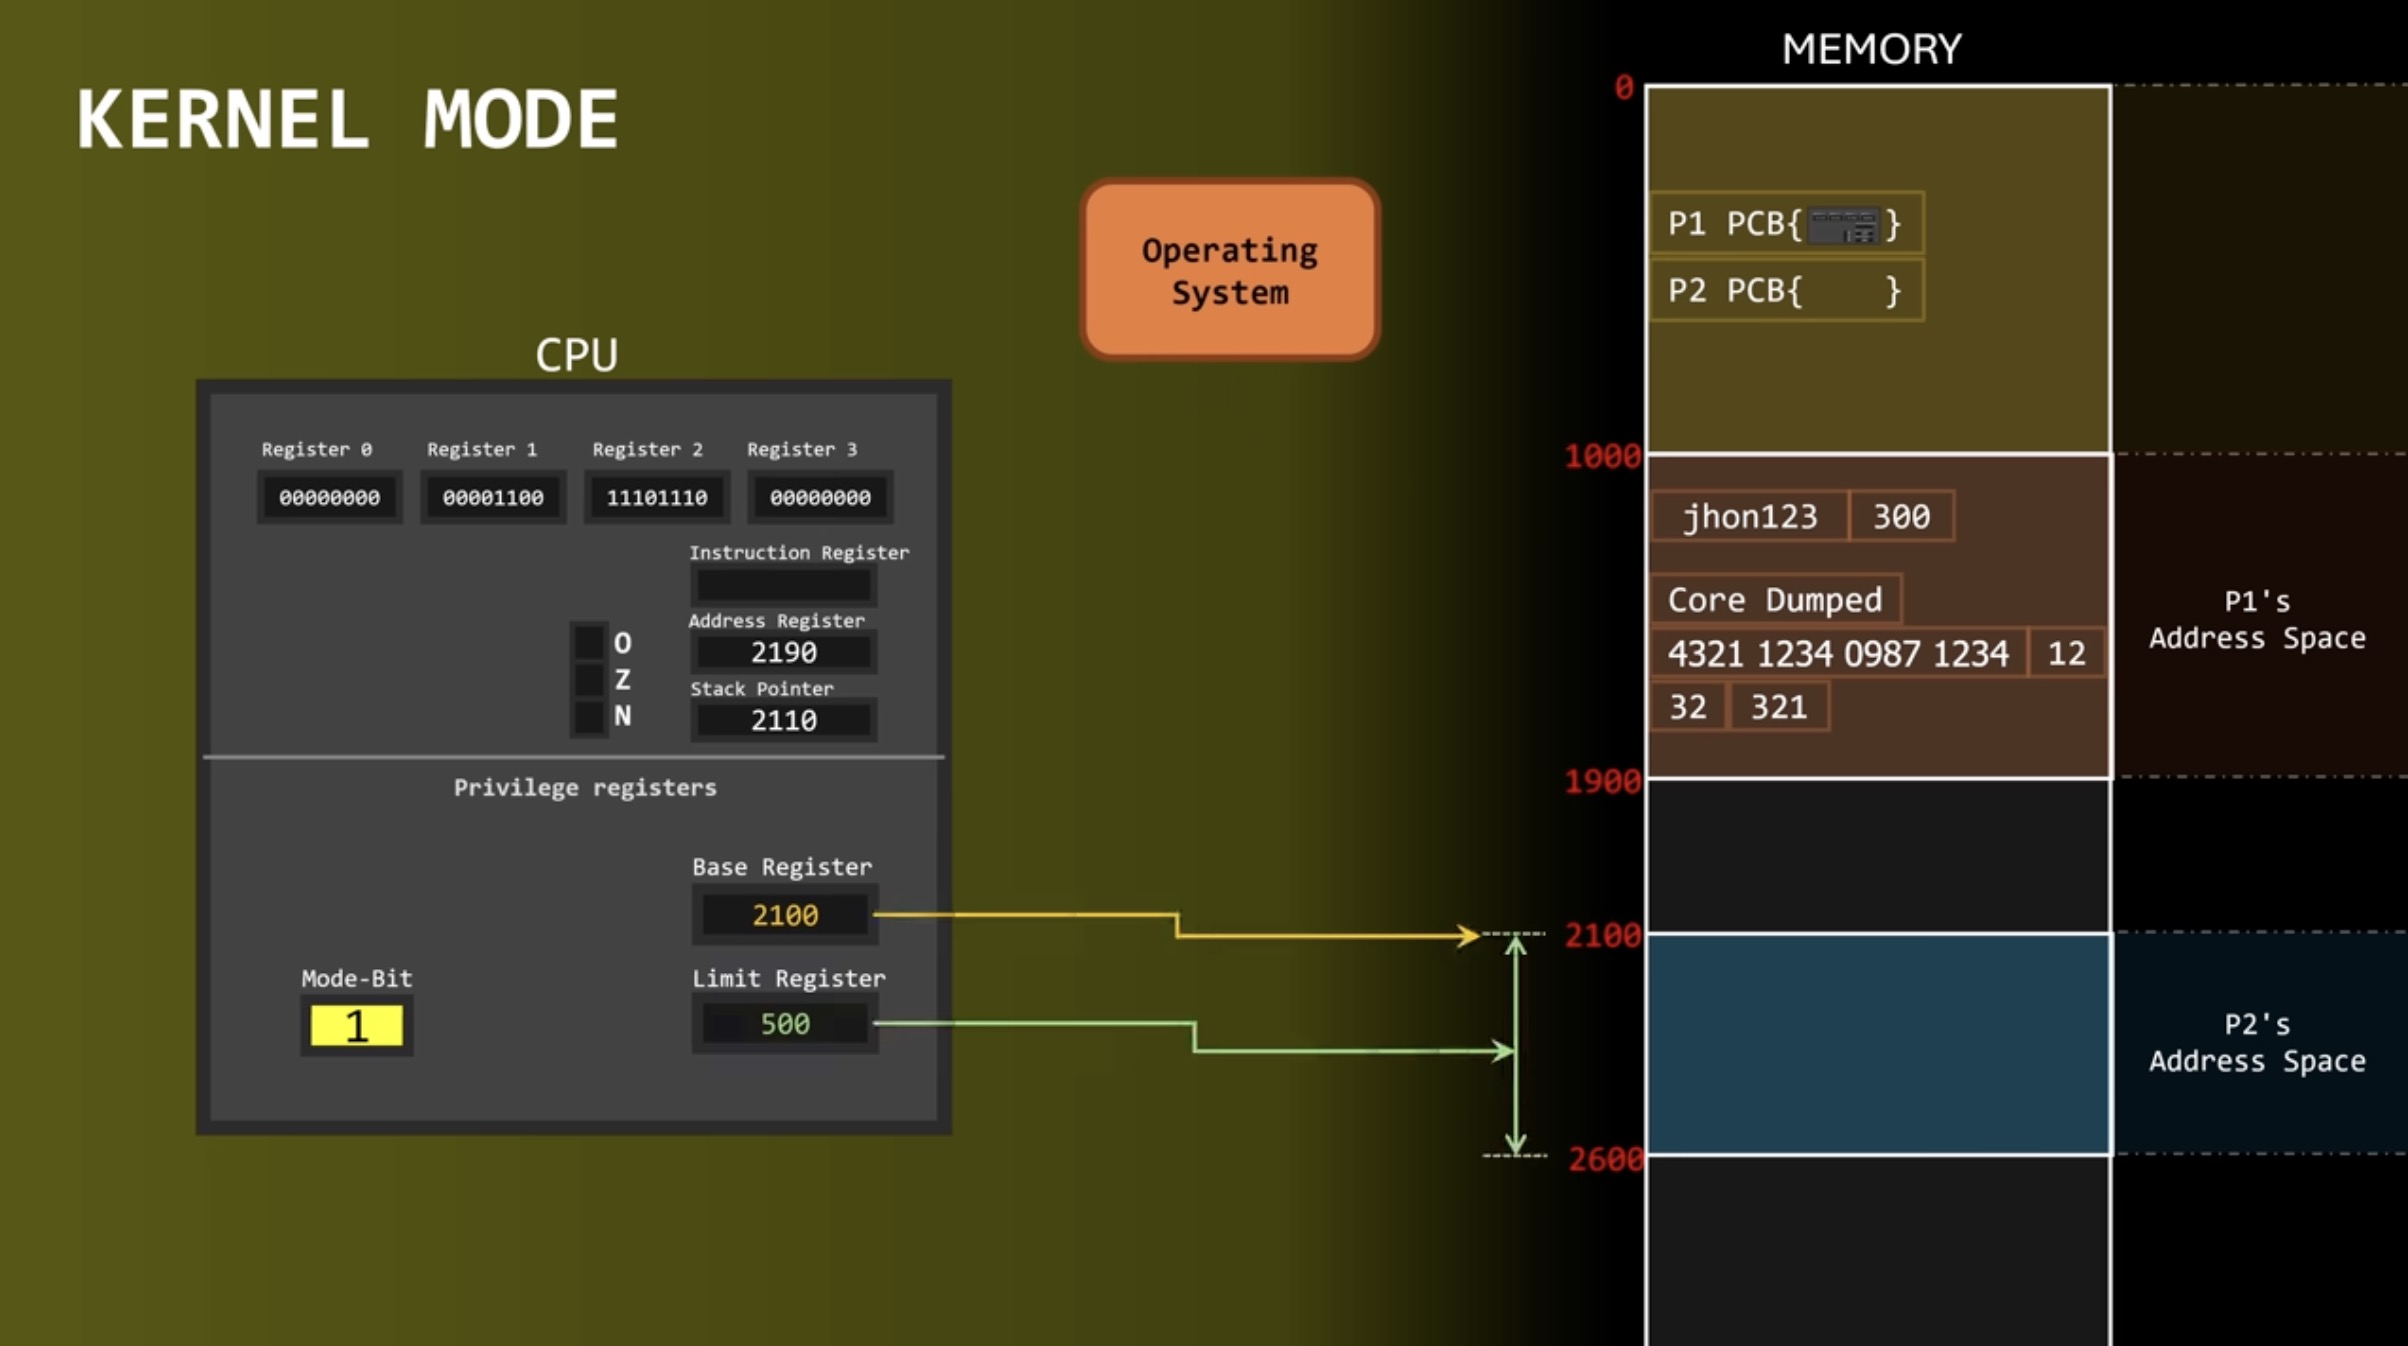 KERNEL MODE
Operating
System
CPU
Register 0
Register 1
Register 2
Register 3
00000000
00001100
11101110
00000000
Instruction Register
Address Register
2190
Stack Pointer
2110
O
Z
N
Privilege registers
Base Register
2100
Mode-Bit
1
Limit Register
500
MEMORY
0
P1 PCB{ }
P2 PCB{ }
1000
jhon123 300
Core Dumped
4321 1234 0987 1234 12
32 321
P1's
Address Space
1900
2100
P2's
Address Space
2600